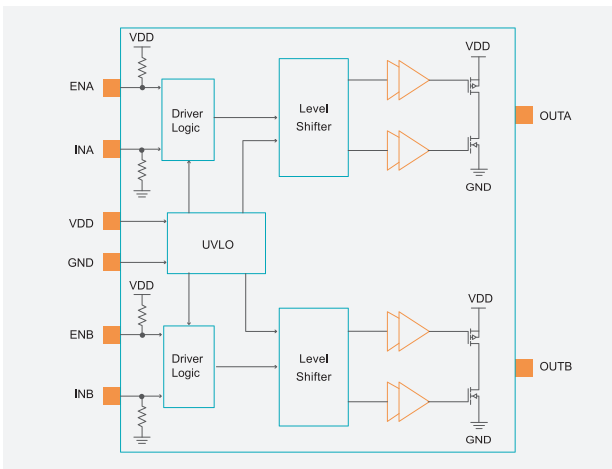 VDD
VDD
ENA
Driver
Logic
Level
Shifter
OUTA
INA
GND
VDD
UVLO
GND
VDD
VDD
ENB
Driver
Logic
Level
Shifter
OUTB
INB
GND